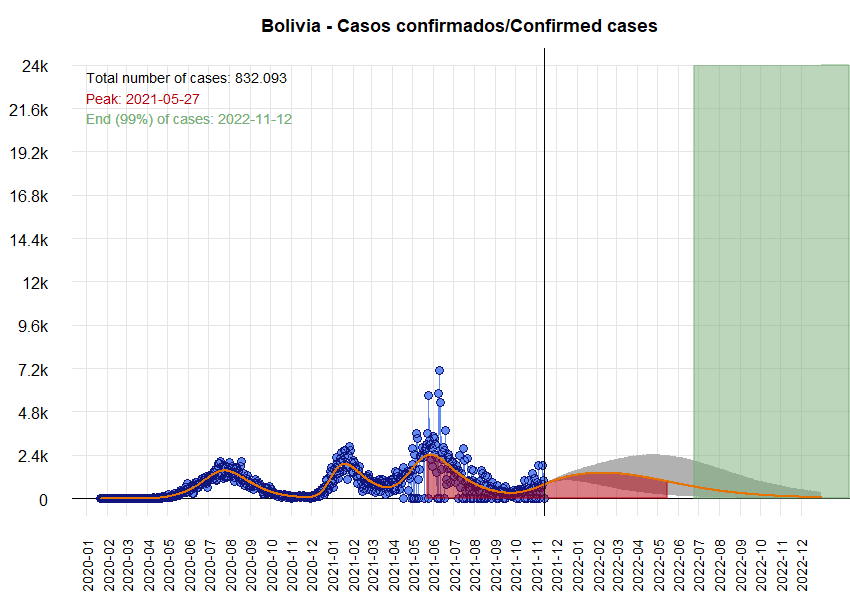 Bolivia - Casos confirmados/Confirmed cases
Total number of cases: 832.093
Peak: 2021-05-27
End (99%) of cases: 2022-11-12
24k
21.6k
19.2k
16.8k
14.4k
12k
9.6k
7.2k
4.8k
2.4k
0
2020-01
2020-02
2020-03
2020-04
2020-05
2020-06
2020-07
2020-08
2020-09
2020-10
2020-11
2020-12
2021-01
2021-02
2021-03
2021-04
2021-05
2021-06
2021-07
2021-08
2021-09
2021-10
2021-11
2021-12
2022-01
2022-02
2022-03
2022-04
2022-05
2022-06
2022-07
2022-08
2022-09
2022-10
2022-11
2022-12